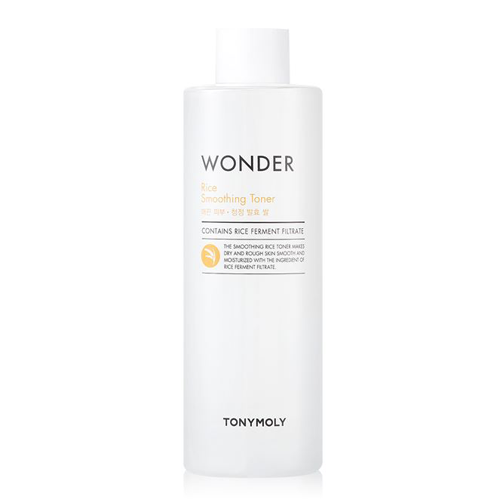 WONDER
Rice
Smoothing Toner
CONTAINS RICE FERMENT FILTRATE
THE SMOOTHING RICE TONER MAKES
DRY AND ROUGH SKIN SMOOTH AND
MOISTURIZED WITH THE INGREDIENT OF
RICE FERMENT FILTRATE.
TONYMOLY